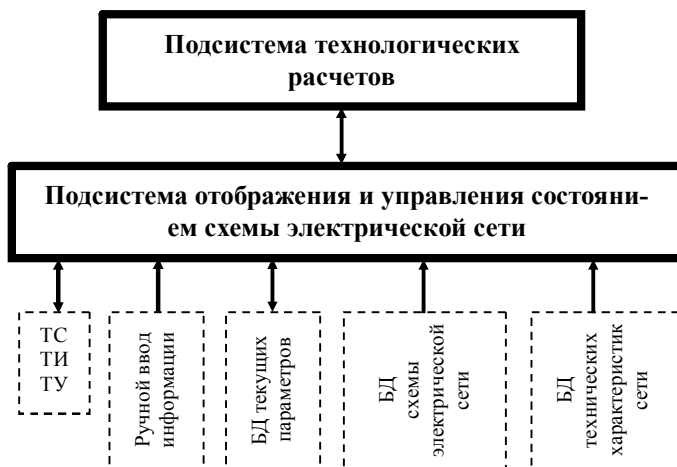 Подсистема технологических
расчетов
Подсистема отображения и управления состояни-
ем схемы электрической сети
ТС
ТИ
ТУ
Ручной ввод
информации
БД текущих
параметров
БД
схемы
электрической
сети
БД
технических
характеристик
сети